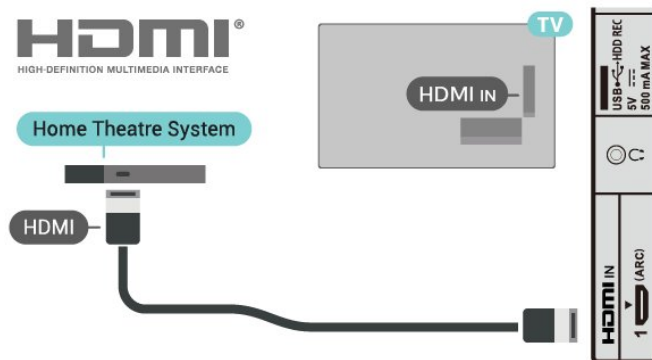 HDMI®
HIGH-DEFINITION MULTIMEDIA INTERFACE
Home Theatre System
HDMI
TV
HDMI IN
USB HDD REC
5V
500 mA MAX
HDMI IN
1 (ARC)